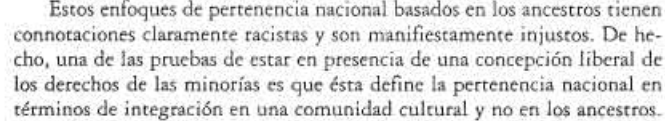 Estos enfoques de pertenencia nacional basados en los ancestros tienen
connotaciones claramente racistas y son manifiestamente injustos. De he-
cho, una de las pruebas de estar en presencia de una concepción liberal de
los derechos de las minorías es que ésta define la pertenencia nacional en
términos de integración en una comunidad cultural y no en los ancestros.